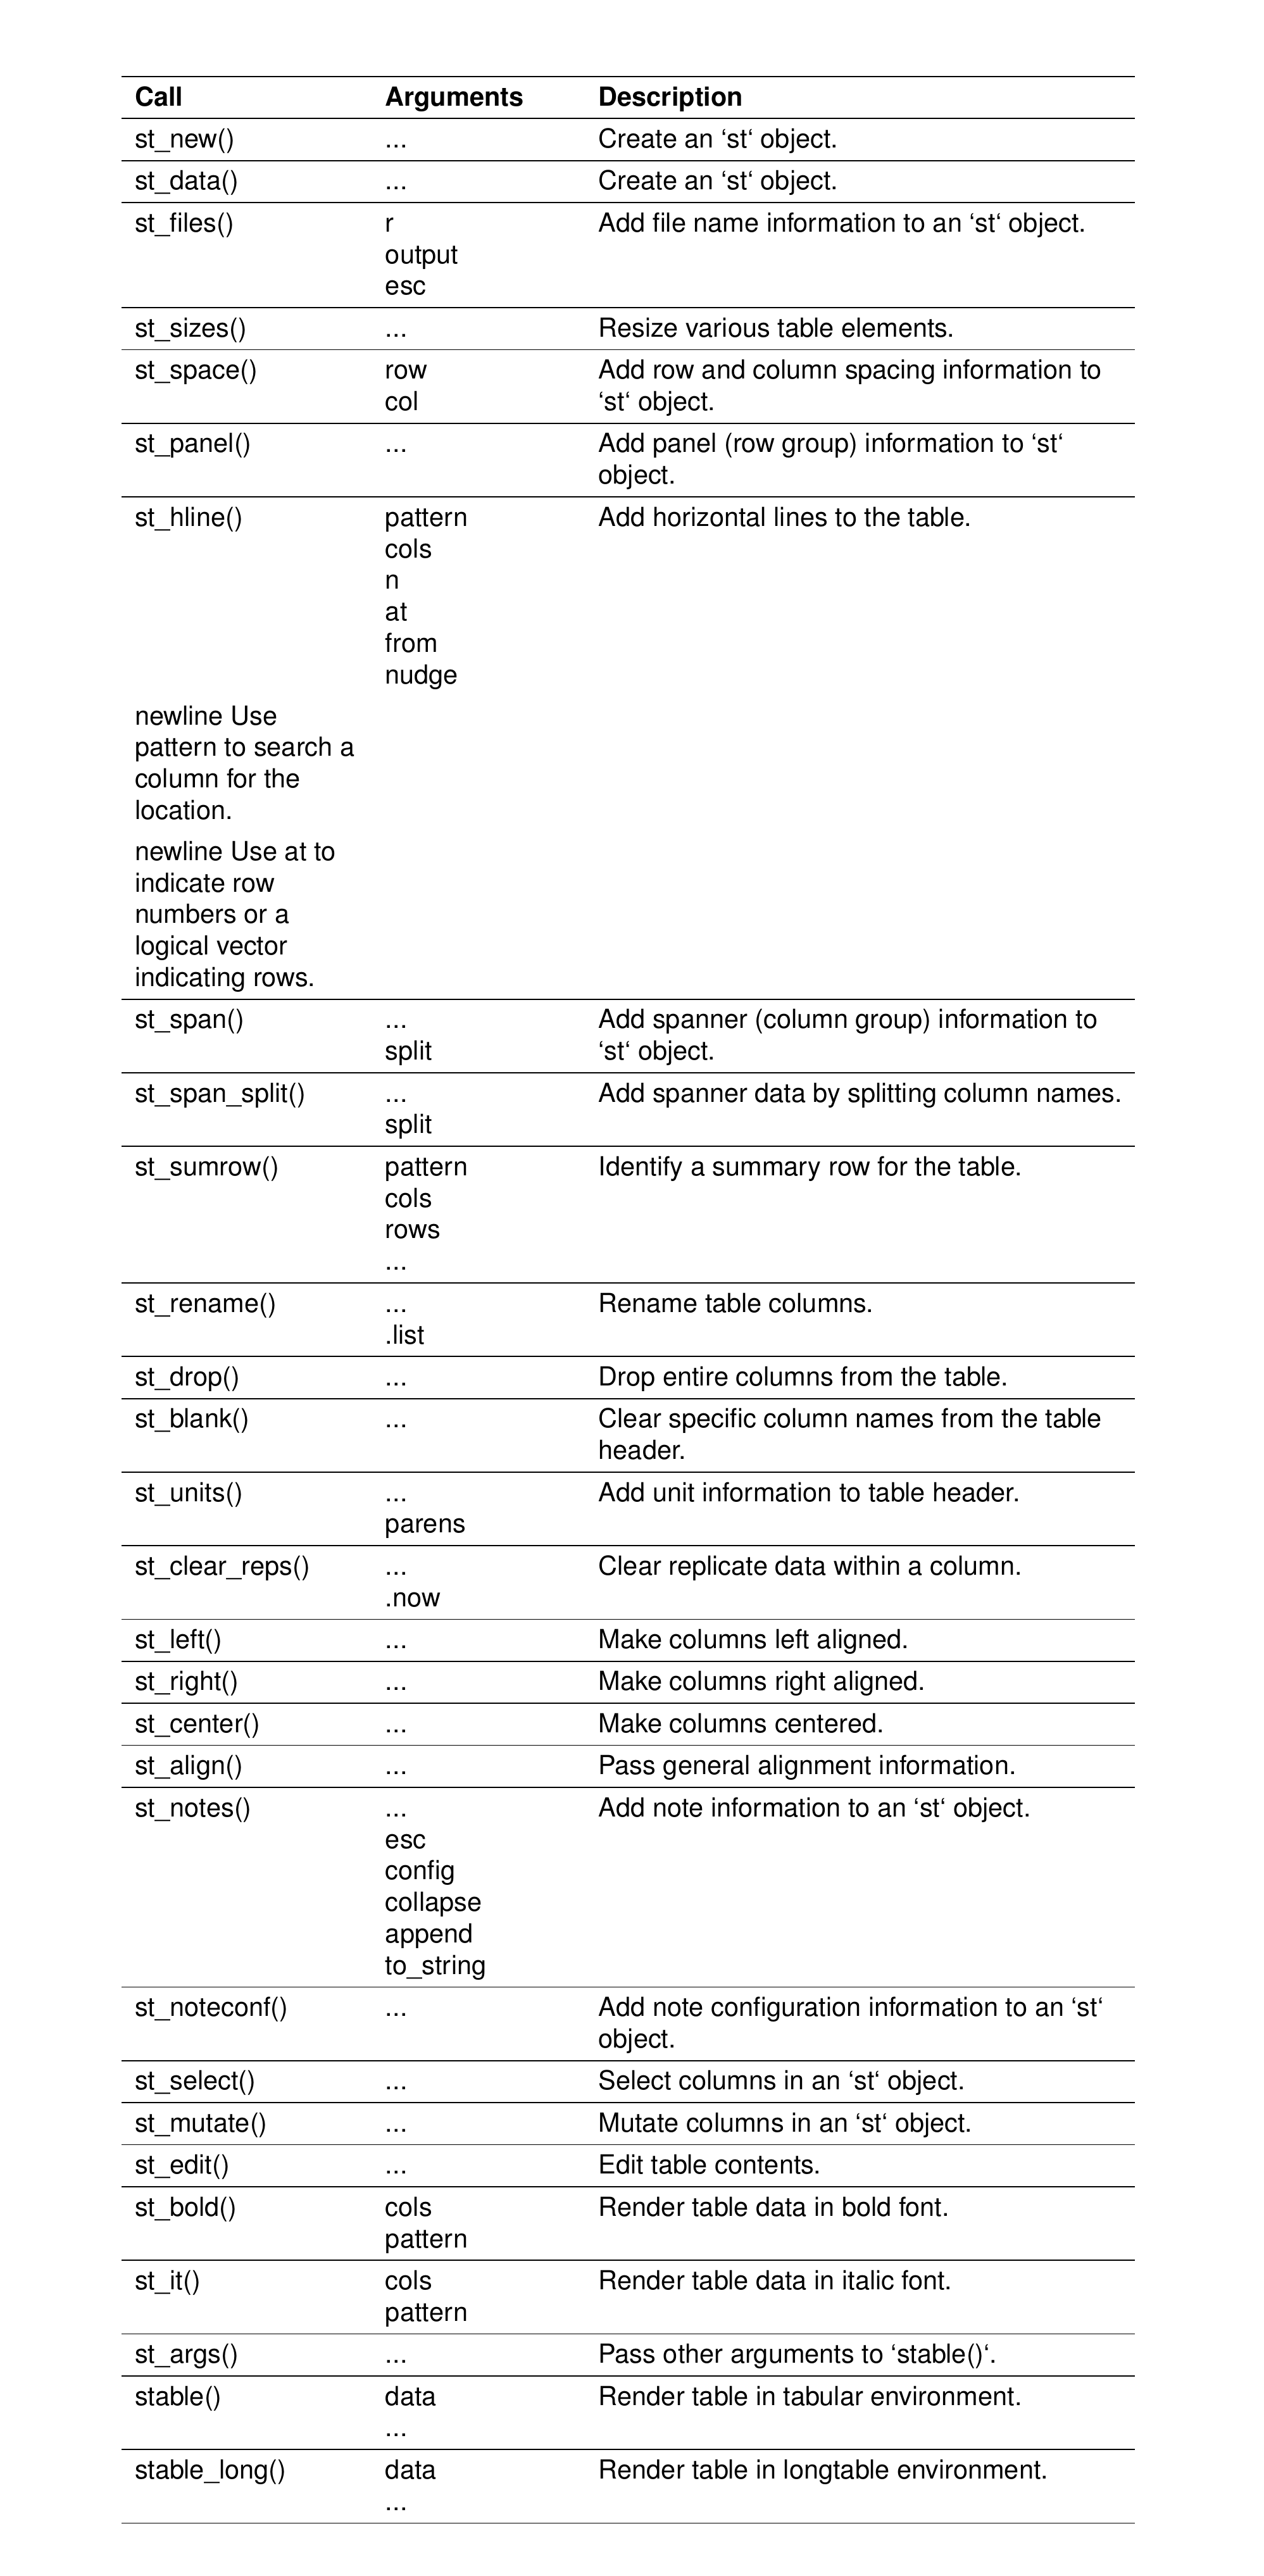 Call Arguments Description
st_new() ... Create an ‘st‘ object.
st_data() ... Create an ‘st‘ object.
st_files() r Add file name information to an ‘st‘ object.
output
esc
st_sizes() ... Resize various table elements.
st_space() row Add row and column spacing information to
col ‘st‘ object.
st_panel() ... Add panel (row group) information to ‘st‘
object.
st_hline() pattern Add horizontal lines to the table.
cols
n
at
from
nudge
newline Use
pattern to search a
column for the
location.
newline Use at to
indicate row
numbers or a
logical vector
indicating rows.
st_span() ... Add spanner (column group) information to
split ‘st‘ object.
st_span_split() ... Add spanner data by splitting column names.
split
st_sumrow() pattern Identify a summary row for the table.
cols
rows
...
st_rename() ... Rename table columns.
.list
st_drop() ... Drop entire columns from the table.
st_blank() ... Clear specific column names from the table
header.
st_units() ... Add unit information to table header.
parens
st_clear_reps() ... Clear replicate data within a column.
.now
st_left() ... Make columns left aligned.
st_right() ... Make columns right aligned.
st_center() ... Make columns centered.
st_align() ... Pass general alignment information.
st_notes() ... Add note information to an ‘st‘ object.
esc
config
collapse
append
to_string
st_noteconf() ... Add note configuration information to an ‘st‘
object.
st_select() ... Select columns in an ‘st‘ object.
st_mutate() ... Mutate columns in an ‘st‘ object.
st_edit() ... Edit table contents.
st_bold() cols Render table data in bold font.
pattern
st_it() cols Render table data in italic font.
pattern
st_args() ... Pass other arguments to ‘stable()‘.
stable() data Render table in tabular environment.
...
stable_long() data Render table in longtable environment.
...